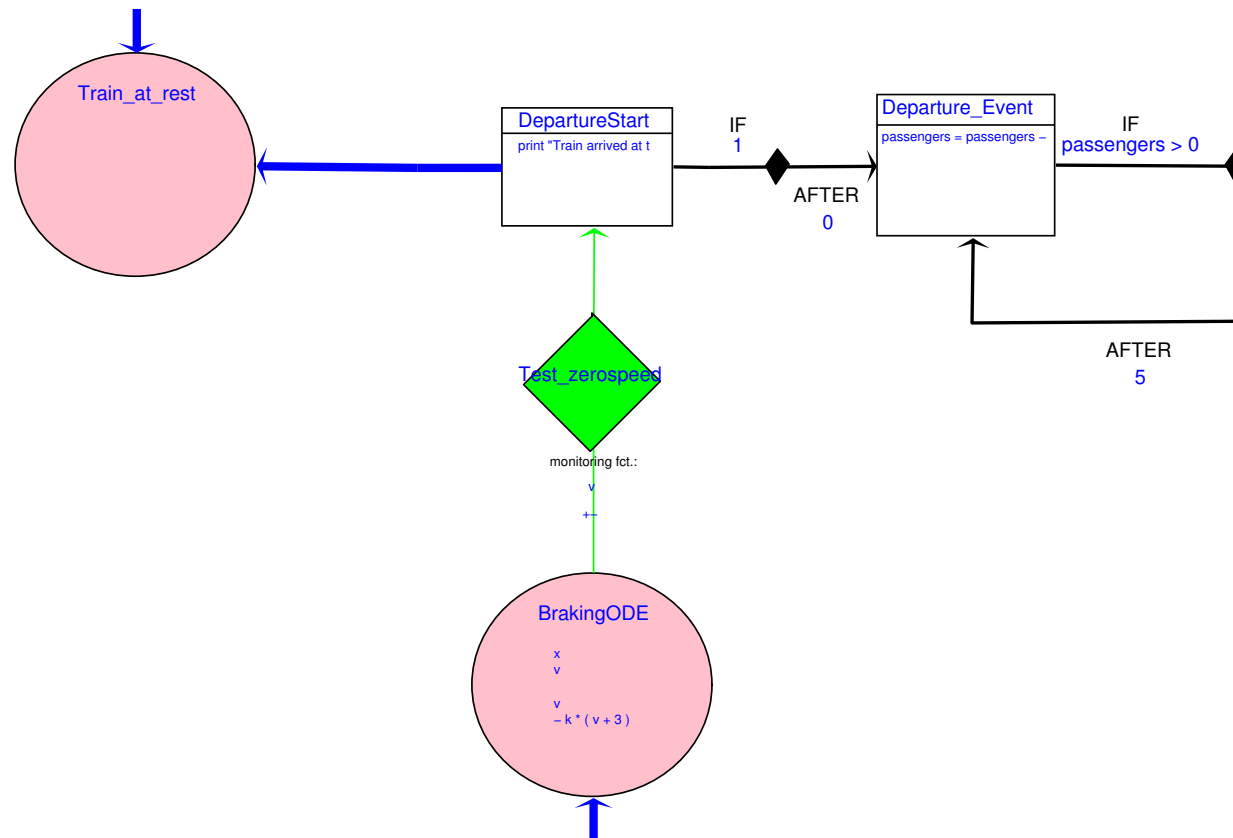 Train_at_rest
DepartureStart
print "Train arrived at t
IF
1
AFTER
0
Departure_Event
passengers = passengers −
IF
passengers > 0
AFTER
5
Test_zerospeed
monitoring fct.:
v
+−
BrakingODE
x
v
v
− k * ( v + 3 )